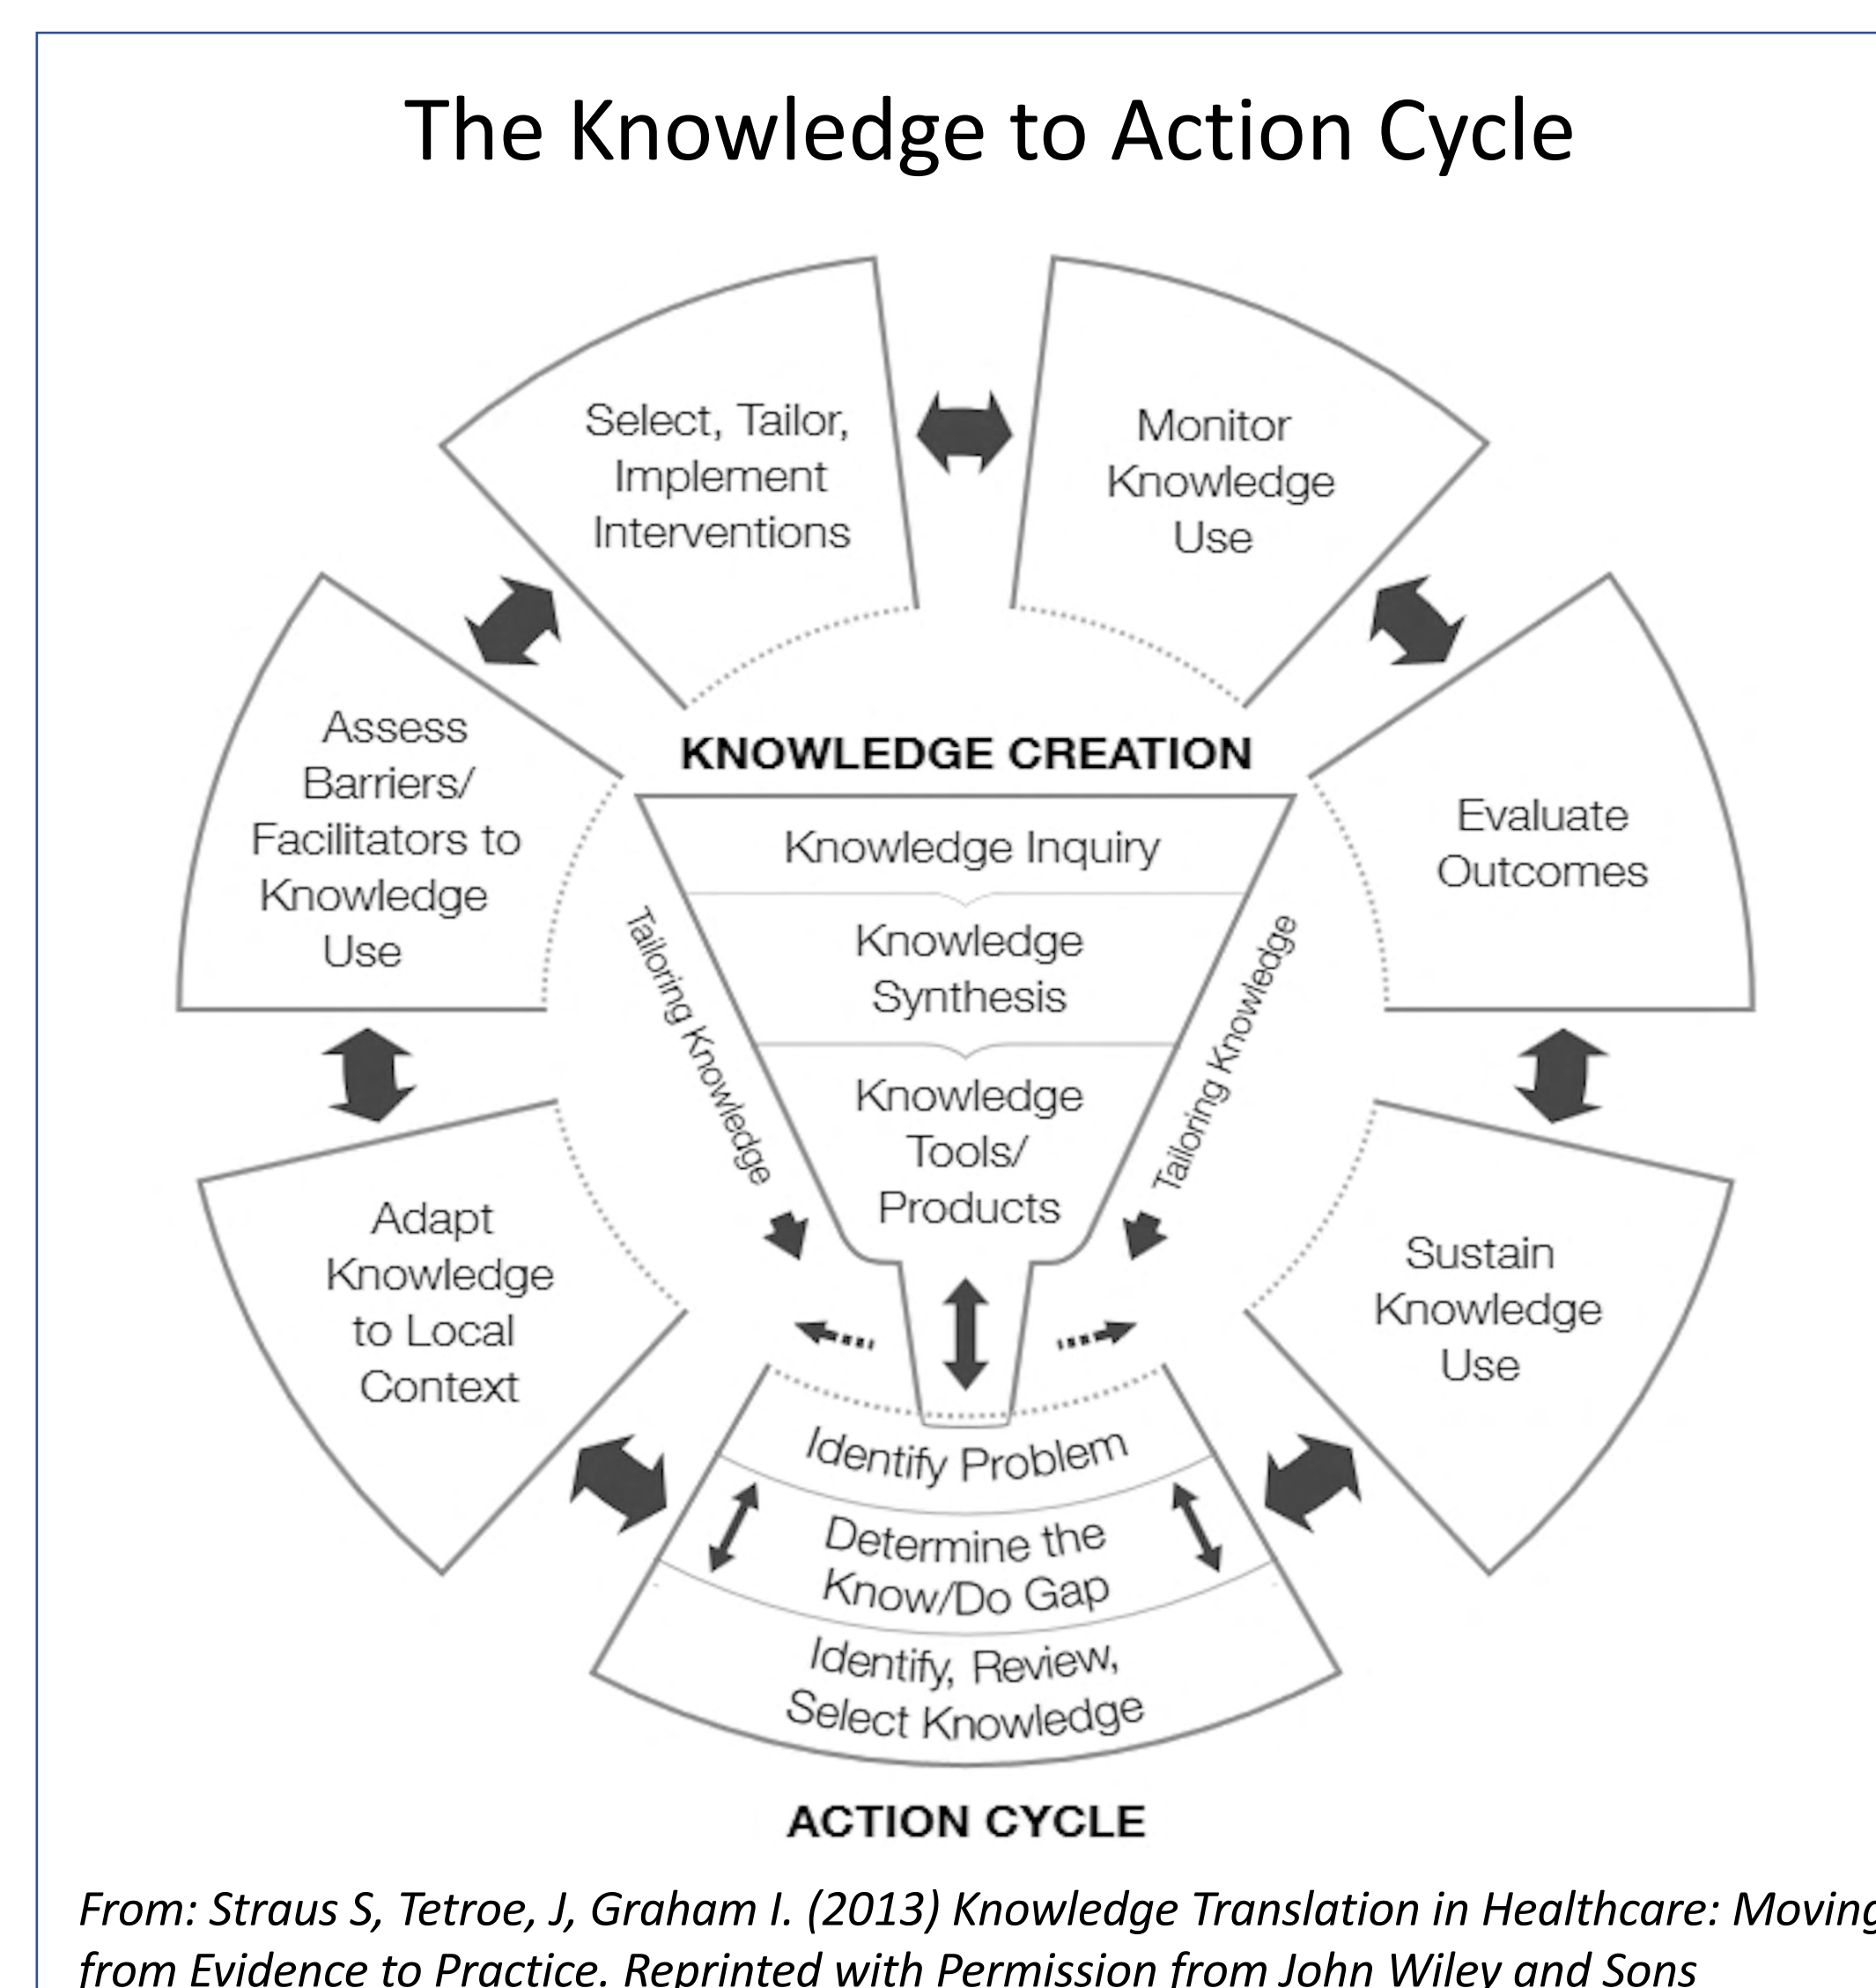 The Knowledge to Action Cycle
Select, Tailor,
Implement
Interventions
Monitor
Knowledge
Use
Assess
Barriers/
Facilitators to
Knowledge
Use
Evaluate
Outcomes
KNOWLEDGE CREATION
Knowledge Inquiry
Knowledge
Synthesis
Knowledge
Tools/
Products
Tailoring Knowledge
Tailoring Knowledge
Adapt
Knowledge
to Local
Context
Sustain
Knowledge
Use
Identify Problem
Determine the
Know/Do Gap
Identify, Review,
Select Knowledge
ACTION CYCLE
From: Straus S, Tetroe, J, Graham I. (2013) Knowledge Translation in Healthcare: Moving
from Evidence to Practice. Reprinted with Permission from John Wiley and Sons